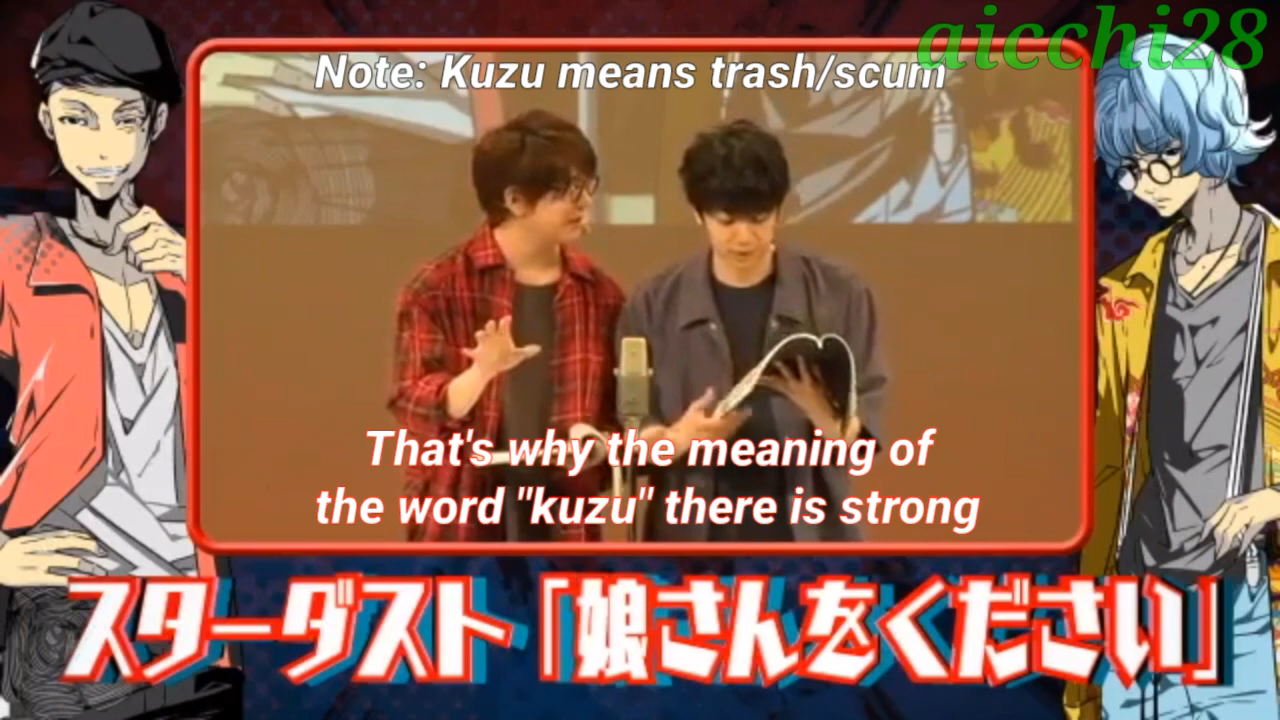 aicchi28
Note: Kuzu means trash/scum
That's why the meaning of
the word "kuzu" there is strong
スターダスト「娘さんをください」